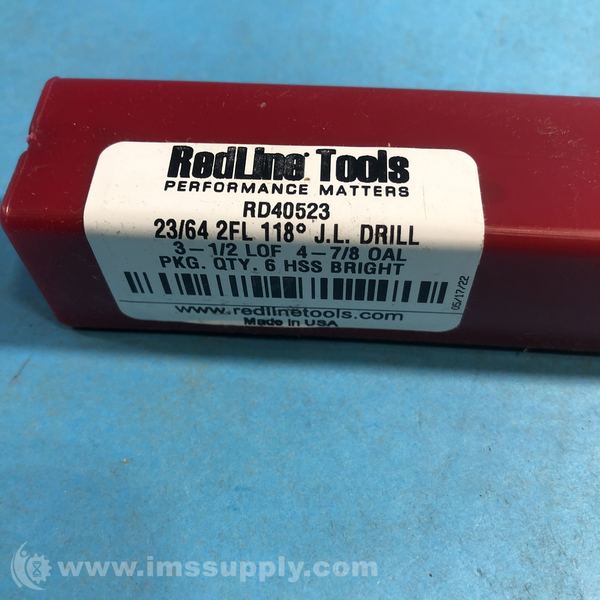 RedLine Tools
PERFORMANCE MATTERS
RD40523
23/64 2FL 118° J.L. DRILL
3-1/2 LOF 4-7/8 OAL
PKG. QTY. 6 HSS BRIGHT
05/17/22
www.redlinetools.com
Made in USA
www.imssupply.com